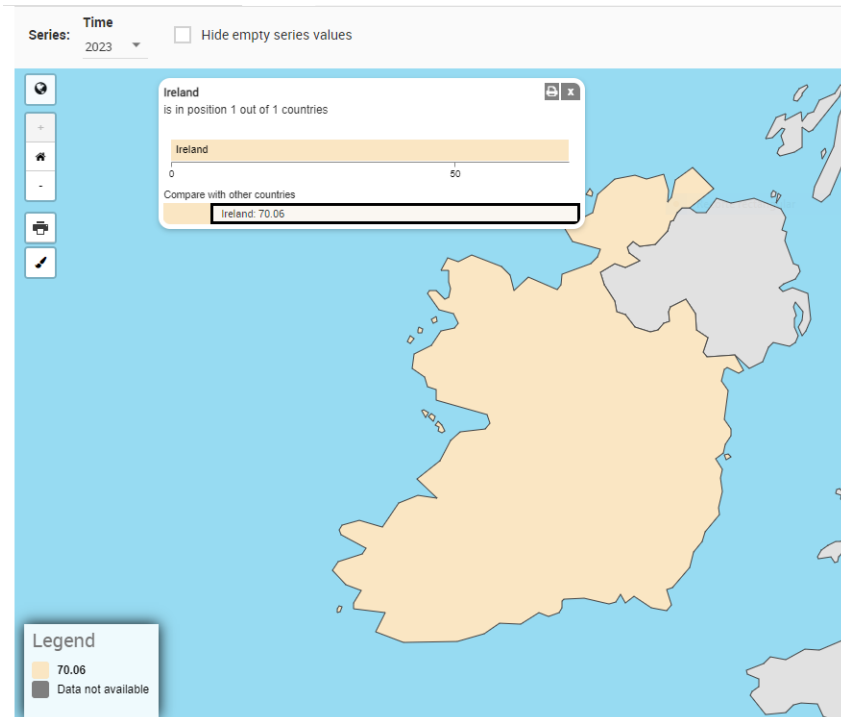 Series:
Time
2023
Hide empty series values
Ireland
x
is in position 1 out of 1 countries
Ireland
0
50
Compare with other countries
Ireland: 70.06
+
-
Legend
70.06
Data not available